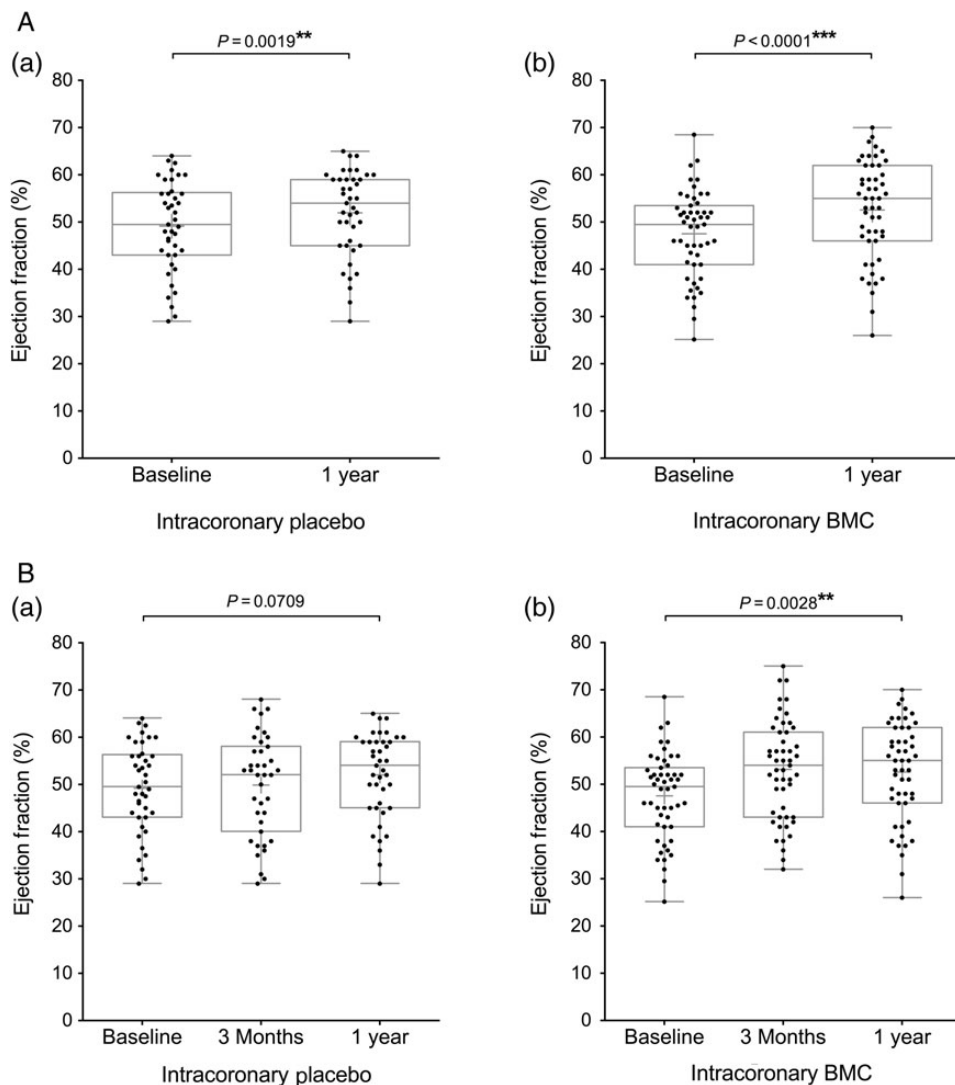 A
(a)
P = 0.0019**
80
70
60
50
40
30
20
10
0
Ejection fraction (%)
Baseline
1 year
Intracoronary placebo
(b)
P < 0.0001***
80
70
60
50
40
30
20
10
0
Ejection fraction (%)
Baseline
1 year
Intracoronary BMC
B
(a)
P = 0.0709
80
70
60
50
40
30
20
10
0
Ejection fraction (%)
Baseline
3 Months
1 year
Intracoronary placebo
(b)
P = 0.0028**
80
70
60
50
40
30
20
10
0
Ejection fraction (%)
Baseline
3 Months
1 year
Intracoronary BMC